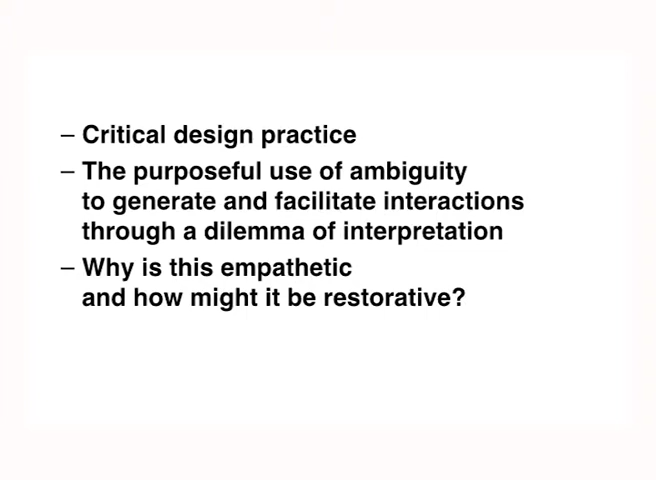 – Critical design practice
– The purposeful use of ambiguity
to generate and facilitate interactions
through a dilemma of interpretation
– Why is this empathetic
and how might it be restorative?